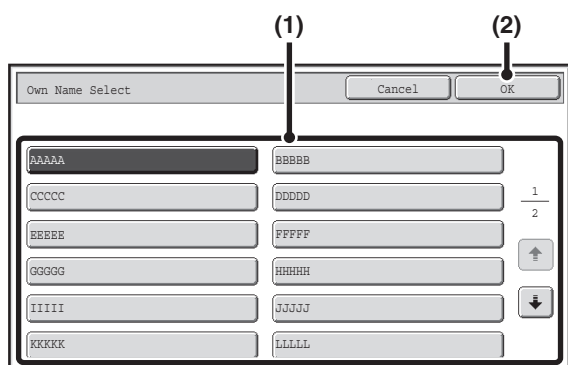 (1) (2)
Own Name Select Cancel OK
AAAAA BBBBB
CCCCC DDDDD 1
2
EEEEE FFFFF
GGGGG HHHHH
IIIII JJJJJ
KKKKK LLLLL